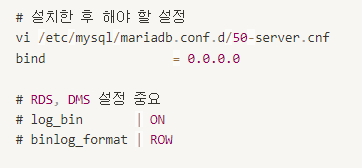 # 설치한 후 해야 할 설정
vi /etc/mysql/mariadb.conf.d/50-server.cnf
bind = 0.0.0.0
# RDS, DMS 설정 중요
# log_bin | ON
# binlog_format | ROW